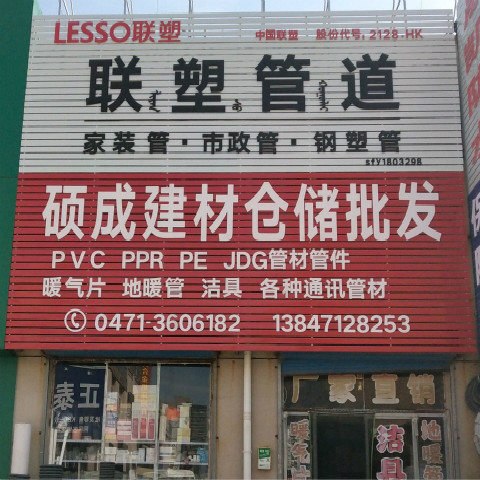 LESSO联塑 中国联塑 股份代号: 2128·HK
联塑管道
家装管·市政管·钢塑管
sfY1803298
硕成建材仓储批发
PVC PPR PE JDG管材管件
暖气片 地暖管 洁具 各种通讯管材
0471-3606182 13847128253
厂家直销
暖气片
洁具
地暖管